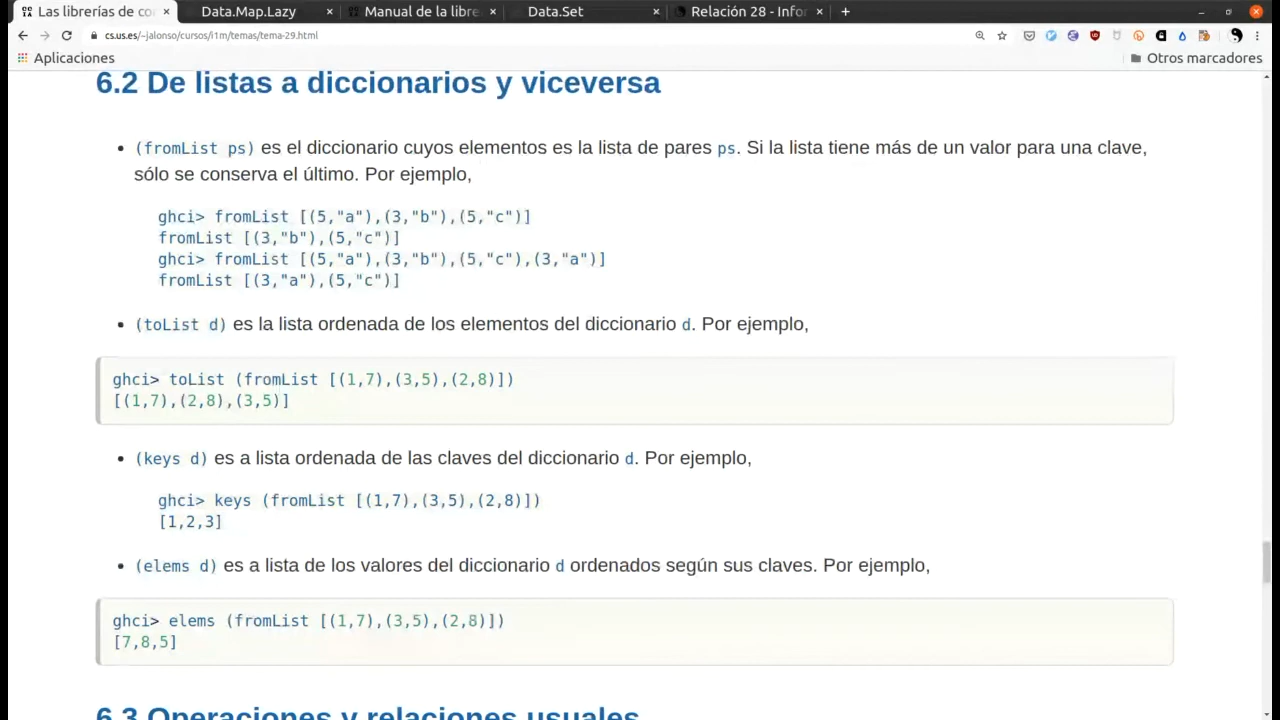 Las librerías de co
Data.Map.Lazy
Manual de la libre
Data.Set
Relación 28 - Infor
cs.us.es/~jalonso/cursos/i1m/temas/tema-29.html
Aplicaciones
Otros marcadores
6.2 De listas a diccionarios y viceversa
• (fromList ps) es el diccionario cuyos elementos es la lista de pares ps. Si la lista tiene más de un valor para una clave,
sólo se conserva el último. Por ejemplo,
ghci> fromList [(5,"a"),(3,"b"),(5,"c")]
fromList [(3,"b"),(5,"c")]
ghci> fromList [(5,"a"),(3,"b"),(5,"c"),(3,"a")]
fromList [(3,"a"),(5,"c")]
• (toList d) es la lista ordenada de los elementos del diccionario d. Por ejemplo,
ghci> toList (fromList [(1,7),(3,5),(2,8)])
[(1,7),(2,8),(3,5)]
• (keys d) es a lista ordenada de las claves del diccionario d. Por ejemplo,
ghci> keys (fromList [(1,7),(3,5),(2,8)])
[1,2,3]
• (elems d) es a lista de los valores del diccionario d ordenados según sus claves. Por ejemplo,
ghci> elems (fromList [(1,7),(3,5),(2,8)])
[7,8,5]
6.3 Operaciones y relaciones usuales